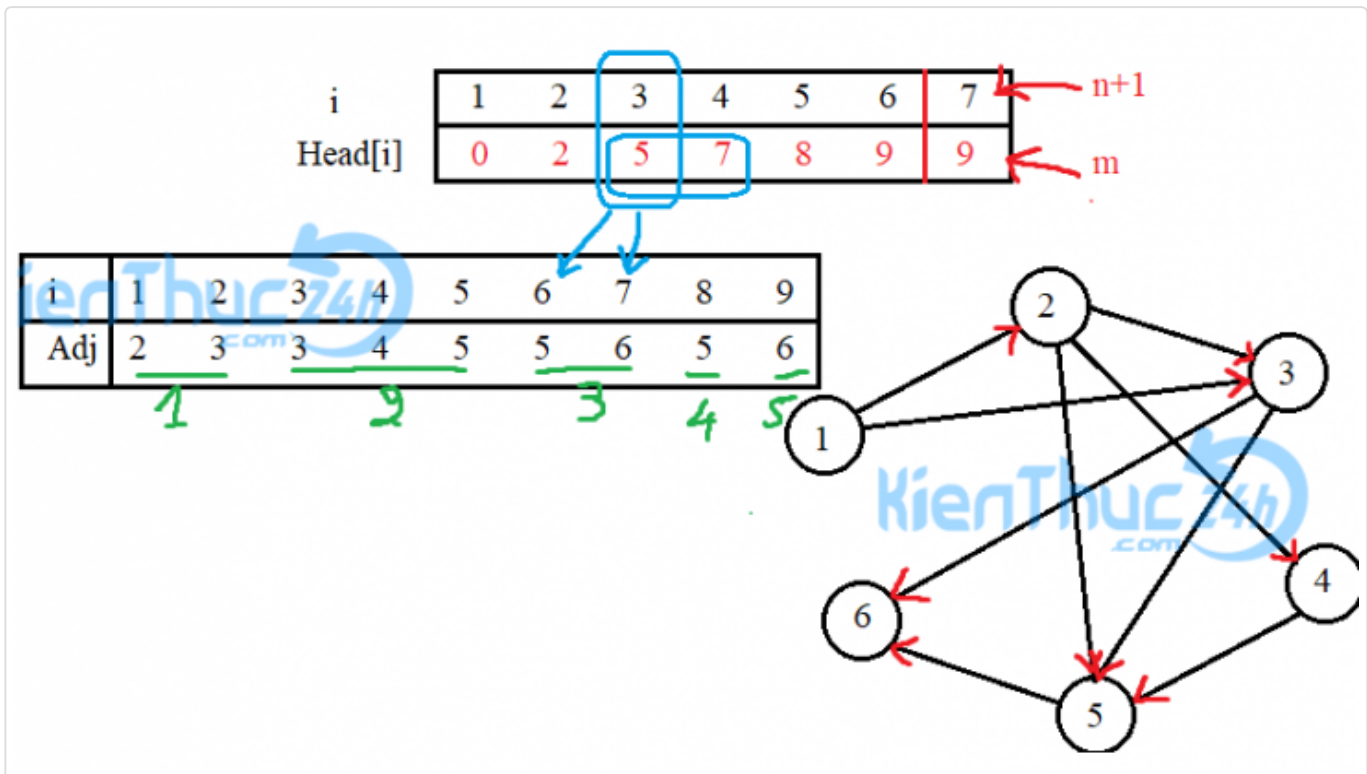 i 1 2 3 4 5 6 7 n+1
Head[i] 0 2 5 7 8 9 9 m
i 1 2 3 4 5 6 7 8 9
Adj 2 3 3 4 5 5 6 5 6
1 2 3 4 5
ienThuc24h
.com
2
3
1
KienThuc24h
.com
4
6
5